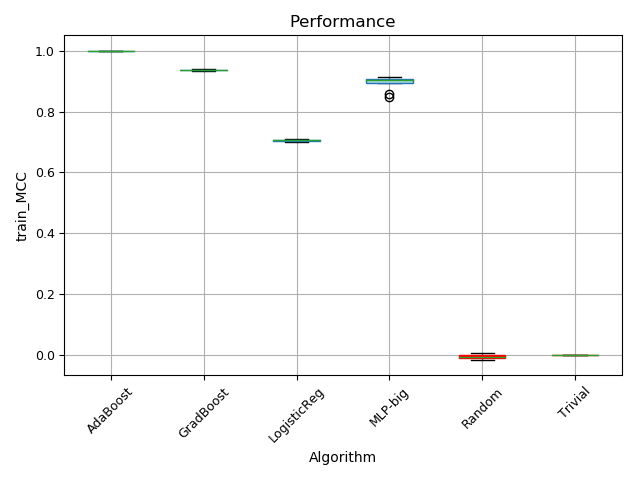 Performance
train_MCC
1.0
0.8
0.6
0.4
0.2
0.0
AdaBoost
GradBoost
LogisticReg
MLP-big
Random
Trivial
Algorithm